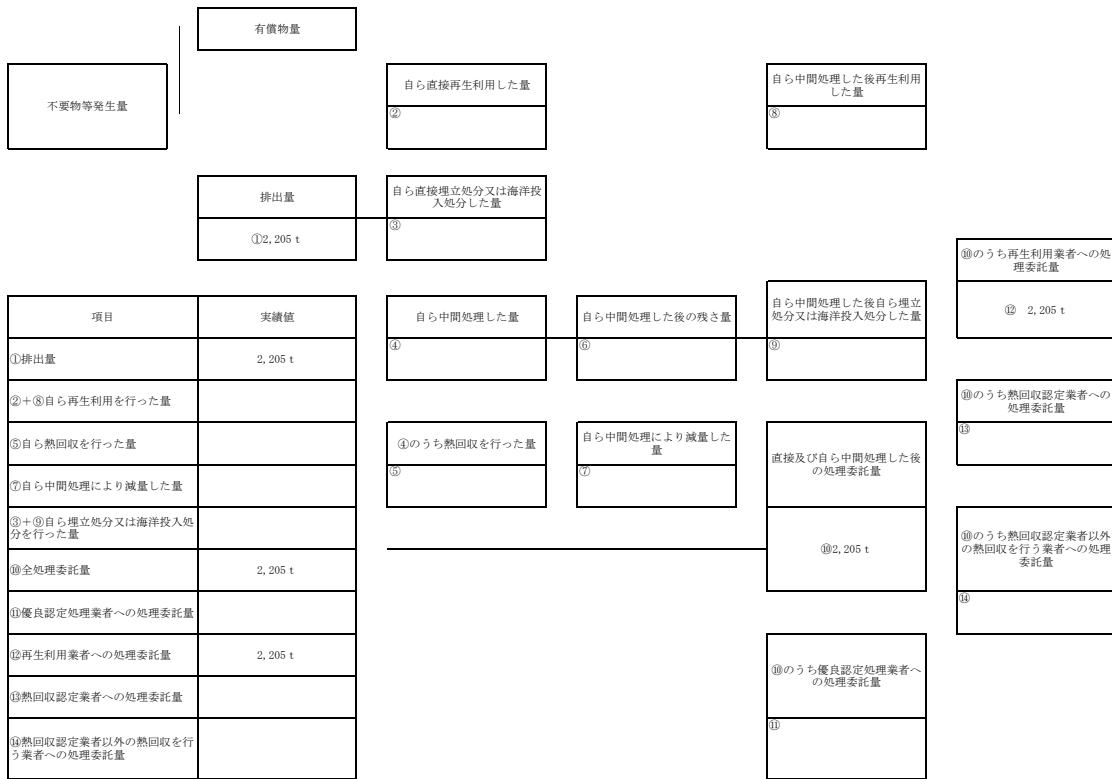 有償物量
不要物等発生量
自ら直接再生利用した量
②
自ら中間処理した後再生利用
した量
⑧
排出量
①2,205ｔ
自ら直接埋立処分又は海洋投
入処分した量
③
⑩のうち再生利用業者への処
理委託量
⑫　2,205ｔ
項目
実績値
自ら中間処理した量
④
自ら中間処理した後の残さ量
⑥
自ら中間処理した後自ら埋立
処分又は海洋投入処分した量
⑨
①排出量
2,205ｔ
②＋⑧自ら再生利用を行った量
⑤自ら熱回収を行った量
⑦自ら中間処理により減量した量
③＋⑨自ら埋立処分又は海洋投入処
分を行った量
⑩全処理委託量
2,205ｔ
⑪優良認定処理業者への処理委託量
⑫再生利用業者への処理委託量
2,205ｔ
⑬熱回収認定業者への処理委託量
⑭熱回収認定業者以外の熱回収を行
う業者への処理委託量
④のうち熱回収を行った量
⑤
自ら中間処理により減量した
量
⑦
直接及び自ら中間処理した後
の処理委託量
⑩2,205ｔ
⑩のうち熱回収認定業者への
処理委託量
⑬
⑩のうち熱回収認定業者以外
の熱回収を行う業者への処理
委託量
⑭
⑩のうち優良認定処理業者へ
の処理委託量
⑪